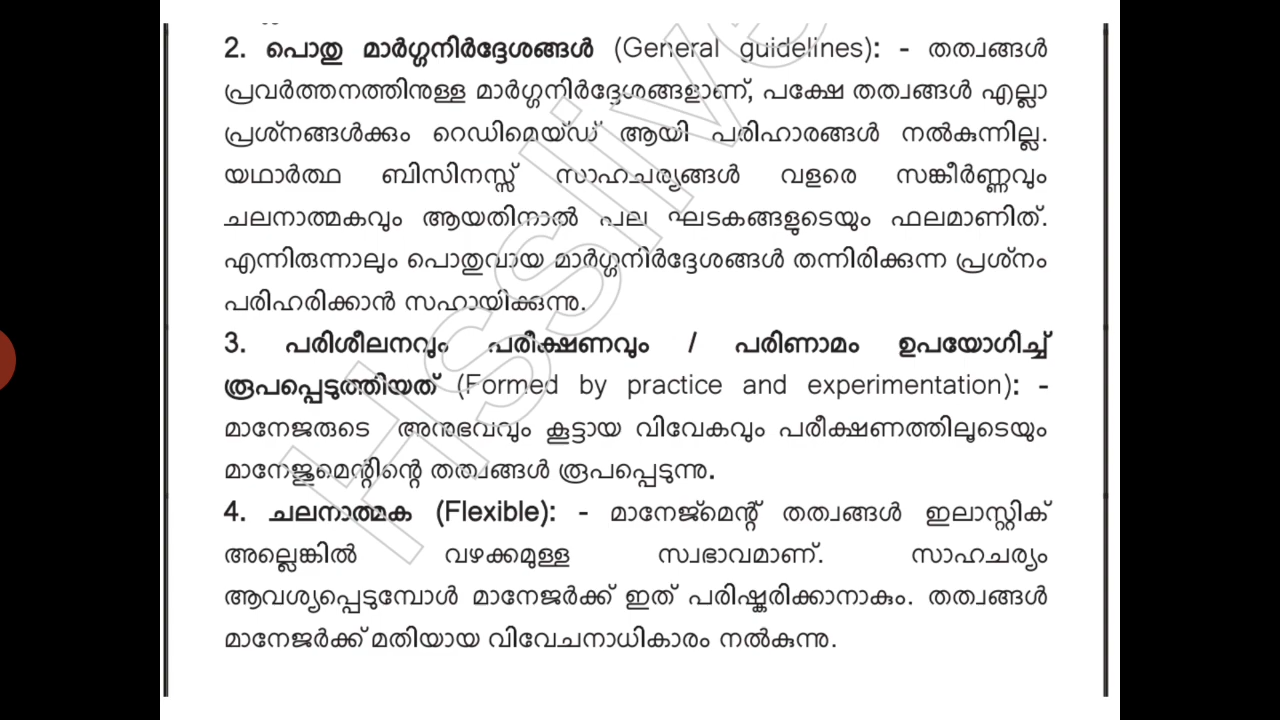 2. പൊതു മാർഗ്ഗനിർദ്ദേശങ്ങൾ (General guidelines): - തത്വങ്ങൾ
പ്രവർത്തനത്തിനുള്ള മാർഗ്ഗനിർദ്ദേശങ്ങളാണ്, പക്ഷേ തത്വങ്ങൾ എല്ലാ
പ്രശ്നങ്ങൾക്കും റെഡിമെയ്ഡ് ആയി പരിഹാരങ്ങൾ നൽകുന്നില്ല.
യഥാർത്ഥ ബിസിനസ്സ് സാഹചര്യങ്ങൾ വളരെ സങ്കീർണ്ണവും
ചലനാത്മകവും ആയതിനാൽ പല ഘടകങ്ങളുടെയും ഫലമാണിത്.
എന്നിരുന്നാലും പൊതുവായ മാർഗ്ഗനിർദ്ദേശങ്ങൾ തന്നിരിക്കുന്ന പ്രശ്നം
പരിഹരിക്കാൻ സഹായിക്കുന്നു.
3. പരിശീലനവും പരീക്ഷണവും / പരിണാമം ഉപയോഗിച്ച്
രൂപപ്പെടുത്തിയത് (Formed by practice and experimentation): -
മാനേജരുടെ അനുഭവവും കൂട്ടായ വിവേകവും പരീക്ഷണത്തിലൂടെയും
മാനേജുമെന്റിന്റെ തത്വങ്ങൾ രൂപപ്പെടുന്നു.
4. ചലനാത്മക (Flexible): - മാനേജ്മെന്റ് തത്വങ്ങൾ ഇലാസ്റ്റിക്
അല്ലെങ്കിൽ വഴക്കമുള്ള സ്വഭാവമാണ്. സാഹചര്യം
ആവശ്യപ്പെടുമ്പോൾ മാനേജർക്ക് ഇത് പരിഷ്കരിക്കാനാകും. തത്വങ്ങൾ
മാനേജർക്ക് മതിയായ വിവേചനാധികാരം നൽകുന്നു.
Hsslive